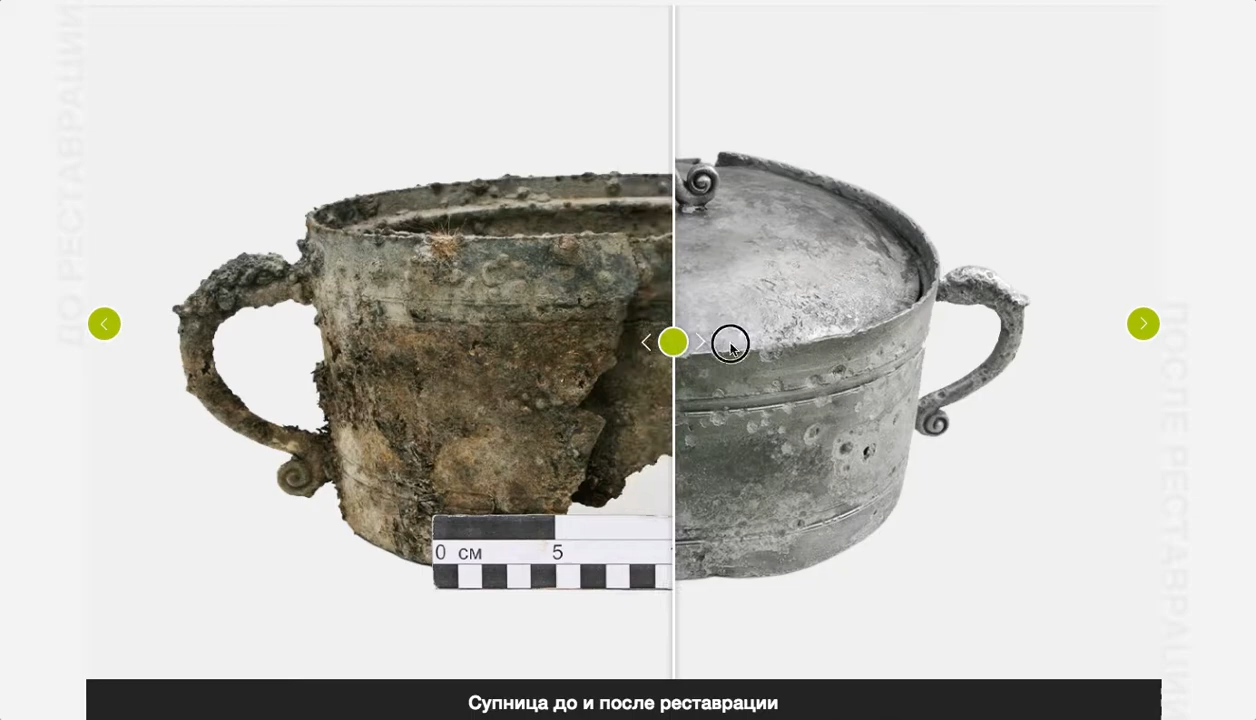 ДО РЕСТАВРАЦИИ
0 см 5
ПОСЛЕ РЕСТАВРАЦИИ
Супница до и после реставрации